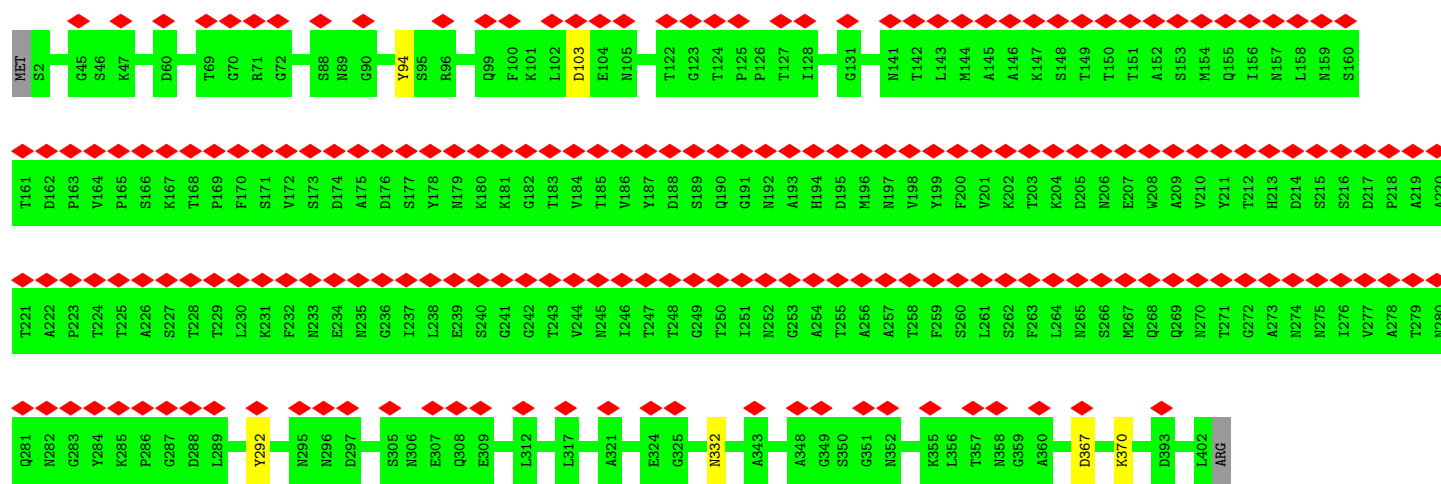 MET S2 G45 S46 K47 D60 T69 G70 R71 G72 S88 N89 G90 Y94 S95 R96 Q99 F100 K101 L102 D103 E104 N105 T122 G123 T124 P125 P126 T127 I128 G131 N141 T142 L143 M144 A145 A146 K147 S148 T149 T150 T151 A152 S153 M154 Q155 I156 N157 L158 N159 S160
T161 D162 P163 V164 P165 S166 K167 T168 P169 F170 S171 V172 S173 D174 A175 D176 S177 Y178 N179 K180 K181 G182 T183 V184 T185 V186 Y187 D188 S189 Q190 G191 N192 A193 H194 D195 M196 N197 V198 Y199 F200 V201 K202 T203 K204 D205 N206 E207 W208 A209 V210 Y211 T212 H213 D214 S215 S216 D217 P218 A219 A220
T221 A222 P223 T224 T225 A226 S227 T228 T229 L230 K231 F232 N233 E234 N235 G236 I237 L238 E239 S240 G241 G242 T243 V244 N245 I246 T247 T248 G249 T250 I251 N252 G253 A254 T255 A256 A257 T258 F259 S260 L261 S262 F263 L264 N265 S266 M267 Q268 Q269 N270 T271 G272 A273 N274 N275 I276 V277 A278 T279 N280
Q281 N282 G283 Y284 K285 P286 G287 D288 L289 Y292 N295 N296 D297 S305 N306 E307 Q308 E309 L312 L317 A321 E324 G325 N332 A343 A348 G349 S350 G351 N352 K355 L356 T357 N358 G359 A360 D367 K370 D393 L402 ARG